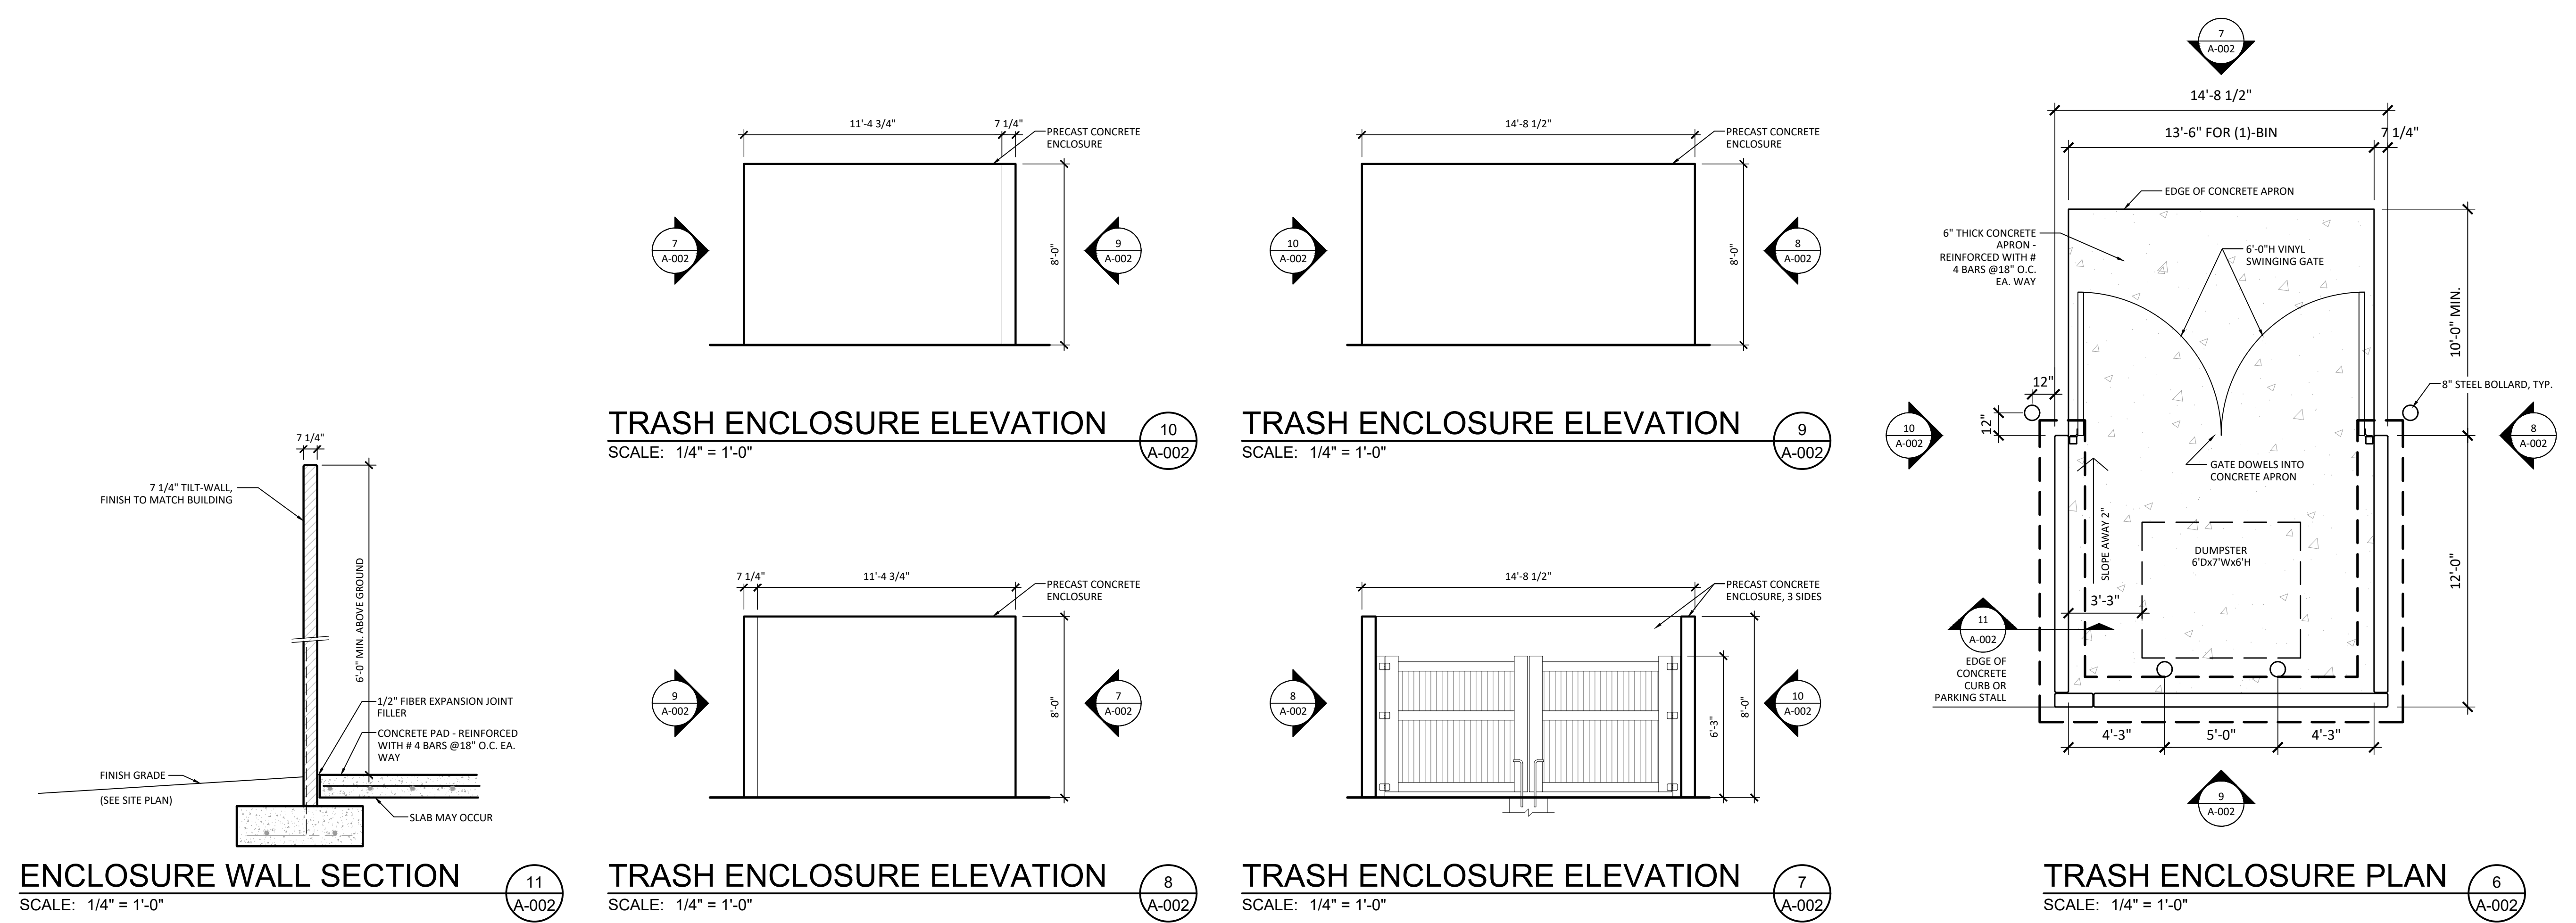 7 1/4"
7 1/4" TILT-WALL,
FINISH TO MATCH BUILDING
6'-0" MIN. ABOVE GROUND
1/2" FIBER EXPANSION JOINT
FILLER
CONCRETE PAD - REINFORCED
WITH # 4 BARS @18" O.C. EA.
WAY
FINISH GRADE
(SEE SITE PLAN)
SLAB MAY OCCUR
ENCLOSURE WALL SECTION
SCALE: 1/4" = 1'-0"
11
A-002
11'-4 3/4"
7 1/4"
PRECAST CONCRETE
ENCLOSURE
7
A-002
9
A-002
8'-0"
TRASH ENCLOSURE ELEVATION
SCALE: 1/4" = 1'-0"
10
A-002
7 1/4"
11'-4 3/4"
PRECAST CONCRETE
ENCLOSURE
9
A-002
7
A-002
8'-0"
TRASH ENCLOSURE ELEVATION
SCALE: 1/4" = 1'-0"
8
A-002
14'-8 1/2"
PRECAST CONCRETE
ENCLOSURE
10
A-002
8
A-002
8'-0"
TRASH ENCLOSURE ELEVATION
SCALE: 1/4" = 1'-0"
9
A-002
14'-8 1/2"
PRECAST CONCRETE
ENCLOSURE, 3 SIDES
8
A-002
10
A-002
6'-3"
8'-0"
TRASH ENCLOSURE ELEVATION
SCALE: 1/4" = 1'-0"
7
A-002
7
A-002
14'-8 1/2"
13'-6" FOR (1)-BIN
7 1/4"
EDGE OF CONCRETE APRON
6" THICK CONCRETE
APRON -
REINFORCED WITH #
4 BARS @18" O.C.
EA. WAY
6'-0"H VINYL
SWINGING GATE
10'-0" MIN.
12"
12"
8" STEEL BOLLARD, TYP.
10
A-002
8
A-002
GATE DOWELS INTO
CONCRETE APRON
SLOPE AWAY 2"
DUMPSTER
6'Dx7'Wx6'H
12'-0"
3'-3"
11
A-002
EDGE OF
CONCRETE
CURB OR
PARKING STALL
4'-3"
5'-0"
4'-3"
9
A-002
TRASH ENCLOSURE PLAN
SCALE: 1/4" = 1'-0"
6
A-002